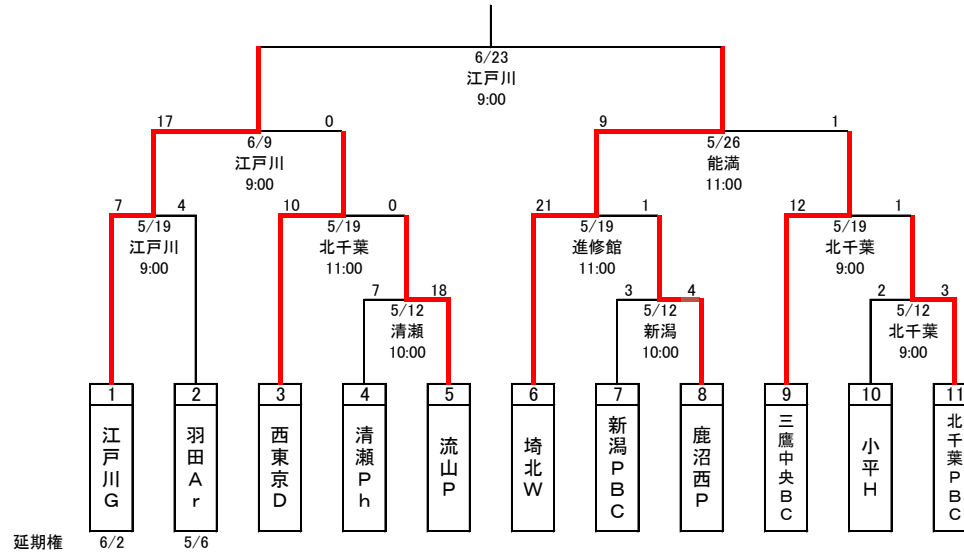 6/23
江戸川
9:00
17
0
9
1
6/9
江戸川
9:00
5/26
能満
11:00
7
4
10
0
21
1
12
1
5/19
江戸川
9:00
5/19
北千葉
11:00
5/19
進修館
11:00
5/19
北千葉
9:00
7
18
3
4
2
3
5/12
清瀬
10:00
5/12
新潟
10:00
5/12
北千葉
9:00
1
2
3
4
5
6
7
8
9
10
11
江戸川G
羽田Ar
西東京D
清瀬Ph
流山P
埼北W
新潟PBC
鹿沼西P
三鷹中央BC
小平H
北千葉PBC
延期権 6/2 5/6